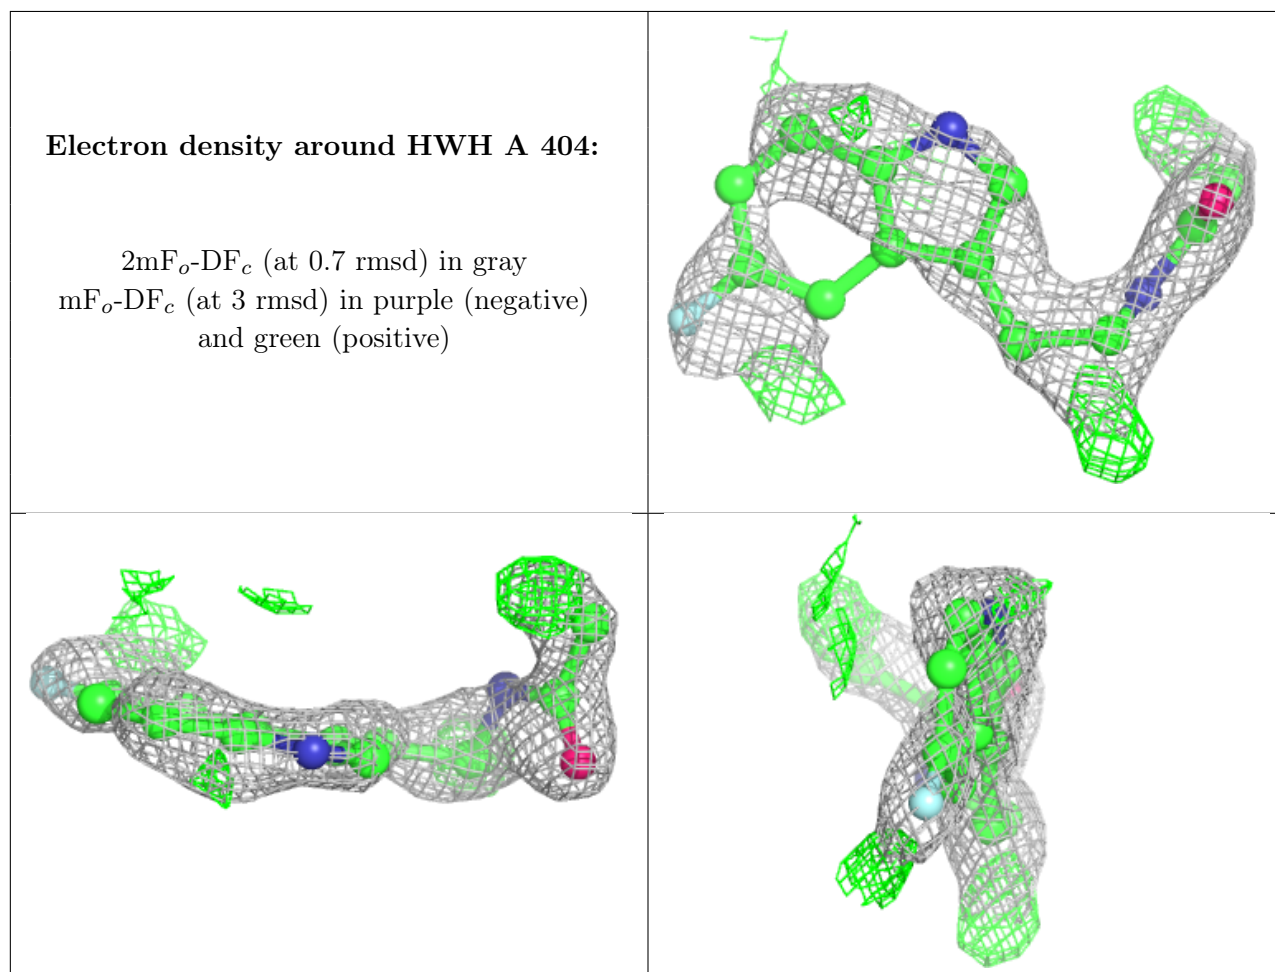 Electron density around HWH A 404:
2mFo-DFc (at 0.7 rmsd) in gray
mFo-DFc (at 3 rmsd) in purple (negative)
and green (positive)